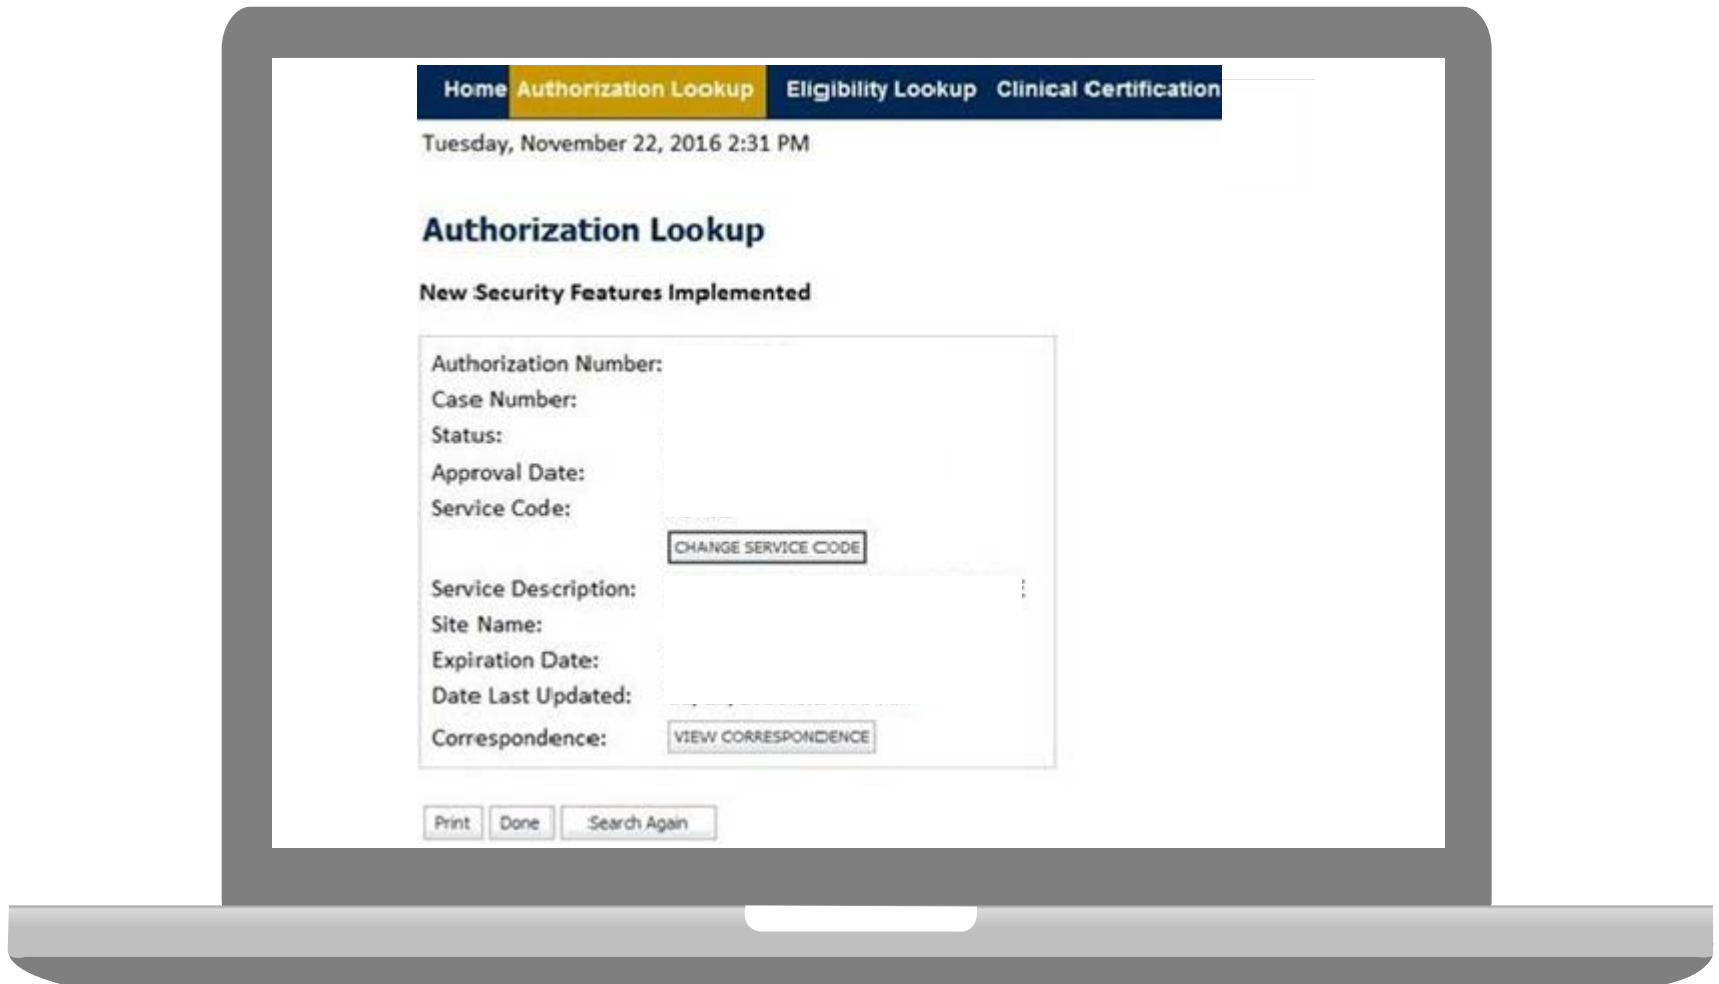 Home Authorization Lookup Eligibility Lookup Clinical Certification
Tuesday, November 22, 2016 2:31 PM
Authorization Lookup
New Security Features Implemented
Authorization Number:
Case Number:
Status:
Approval Date:
Service Code:
CHANGE SERVICE CODE
Service Description:
Site Name:
Expiration Date:
Date Last Updated:
Correspondence: VIEW CORRESPONDENCE
Print Done Search Again